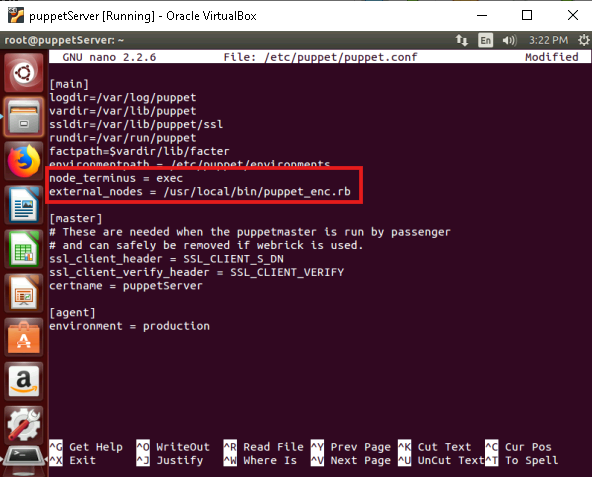 puppetServer [Running] - Oracle VirtualBox
root@puppetServer: ~
En
3:22 PM
GNU nano 2.2.6 File: /etc/puppet/puppet.conf Modified
[main]
logdir=/var/log/puppet
vardir=/var/lib/puppet
ssldir=/var/lib/puppet/ssl
rundir=/var/run/puppet
factpath=$vardir/lib/facter
environmentpath = /etc/puppet/environments
node_terminus = exec
external_nodes = /usr/local/bin/puppet_enc.rb
[master]
# These are needed when the puppetmaster is run by passenger
# and can safely be removed if webrick is used.
ssl_client_header = SSL_CLIENT_S_DN
ssl_client_verify_header = SSL_CLIENT_VERIFY
certname = puppetServer
[agent]
environment = production
^G Get Help ^O WriteOut ^R Read File ^Y Prev Page ^K Cut Text ^C Cur Pos
^X Exit ^J Justify ^W Where Is ^V Next Page ^U UnCut Text ^T To Spell